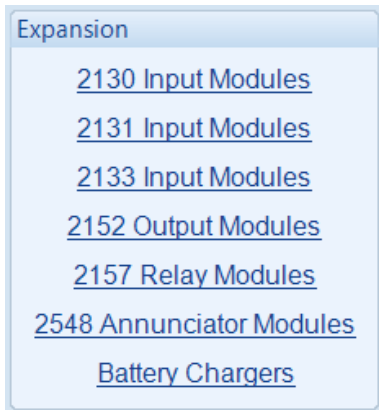 Expansion
2130 Input Modules
2131 Input Modules
2133 Input Modules
2152 Output Modules
2157 Relay Modules
2548 Annunciator Modules
Battery Chargers